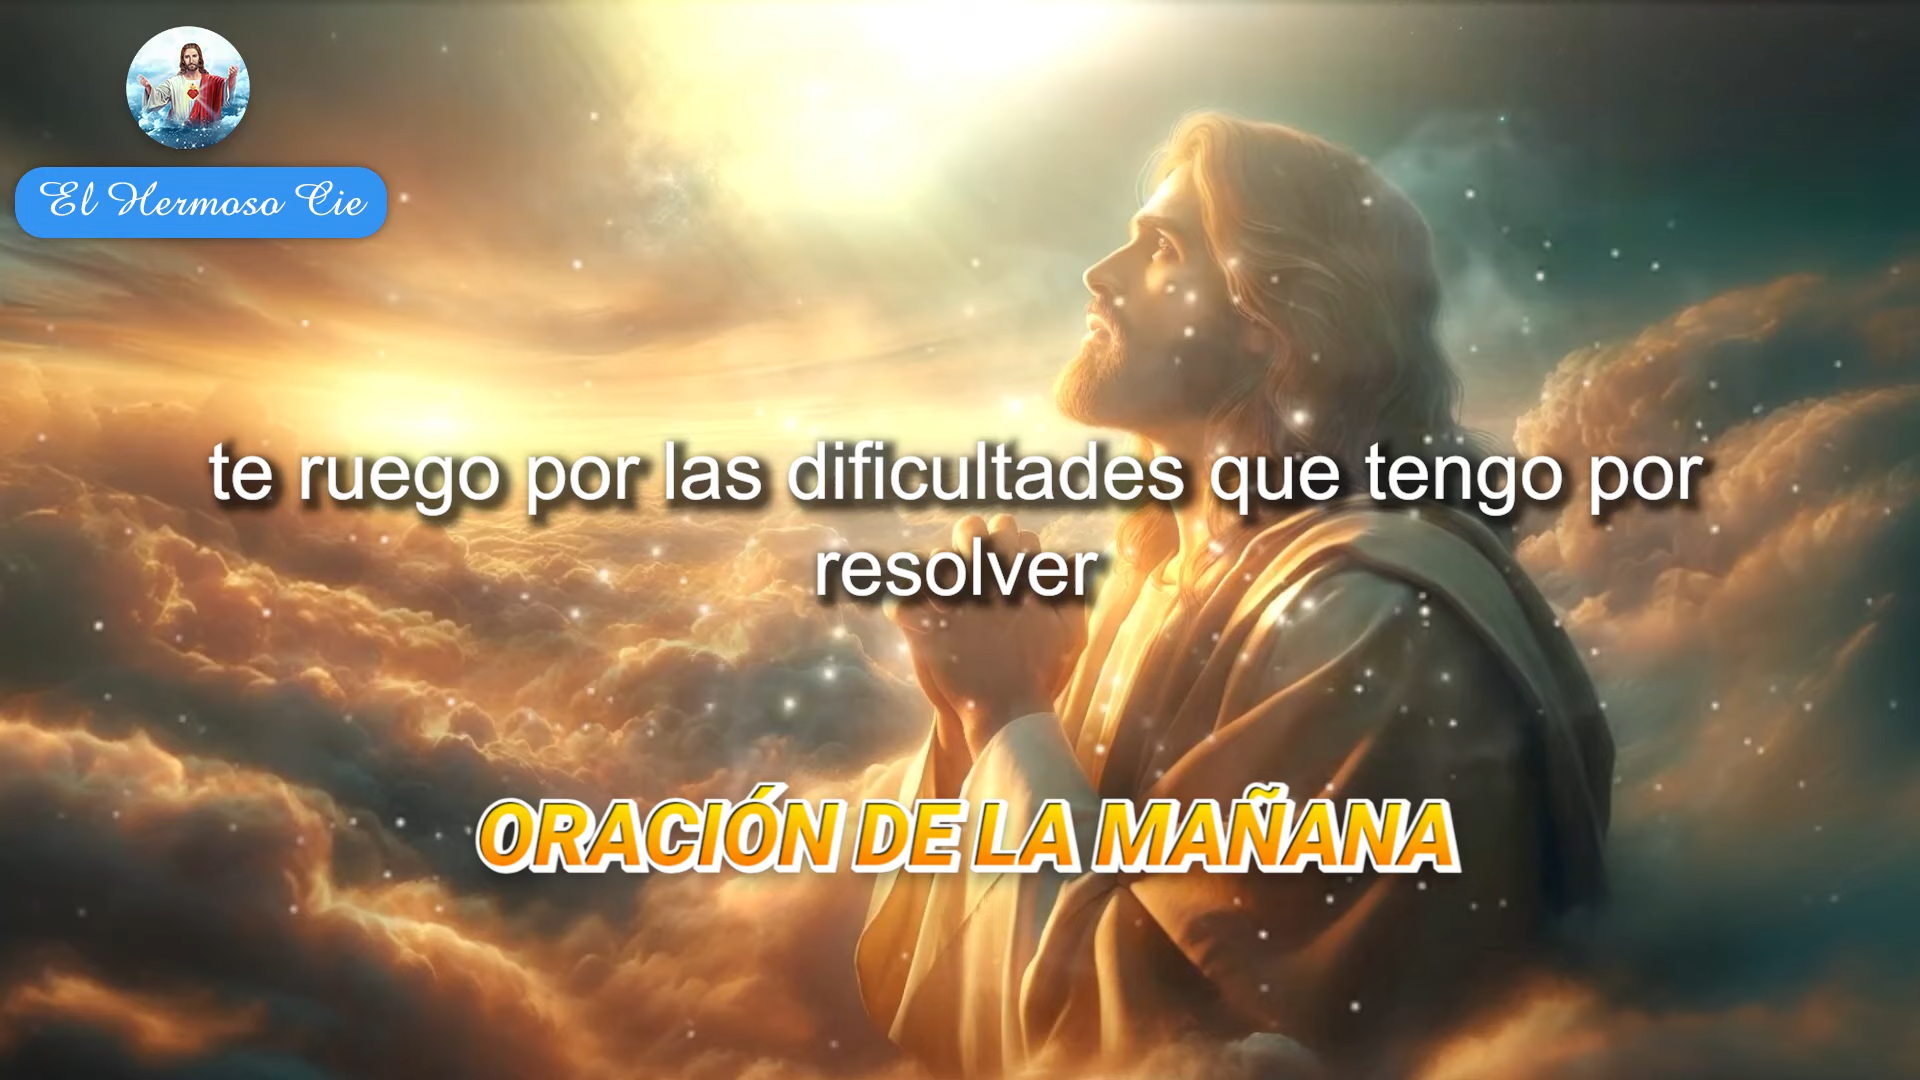 El Hermoso Cie
te ruego por las dificultades que tengo por
resolver
ORACIÓN DE LA MAÑANA